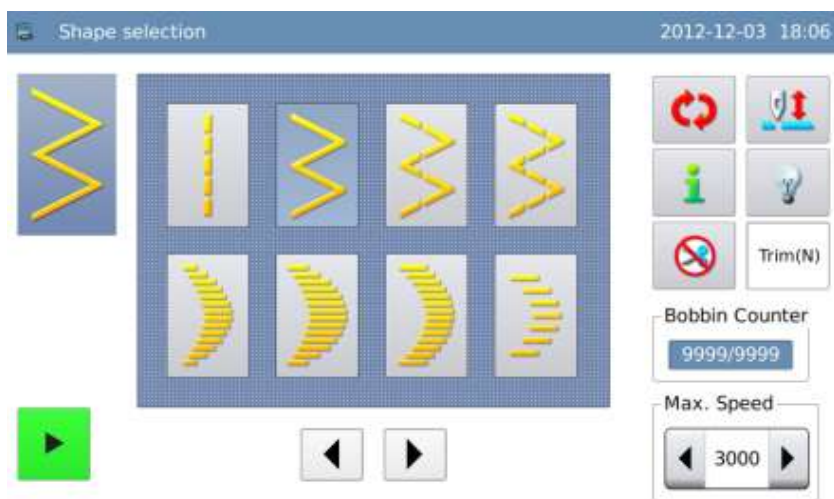 Shape selection
2012-12-03 18:06
Trim(N)
Bobbin Counter
9999/9999
Max. Speed
3000